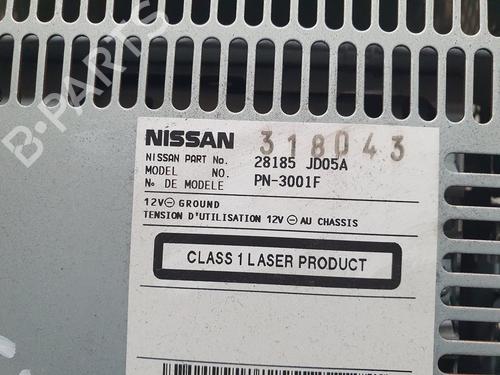 B-PARTS
NISSAN 318043
NISSAN PART No. 28185 JD05A
MODEL NO. PN-3001F
No DE MODELE
12V⊖ GROUND
TENSION D'UTILISATION 12V⊖ AU CHASSIS
CLASS 1 LASER PRODUCT